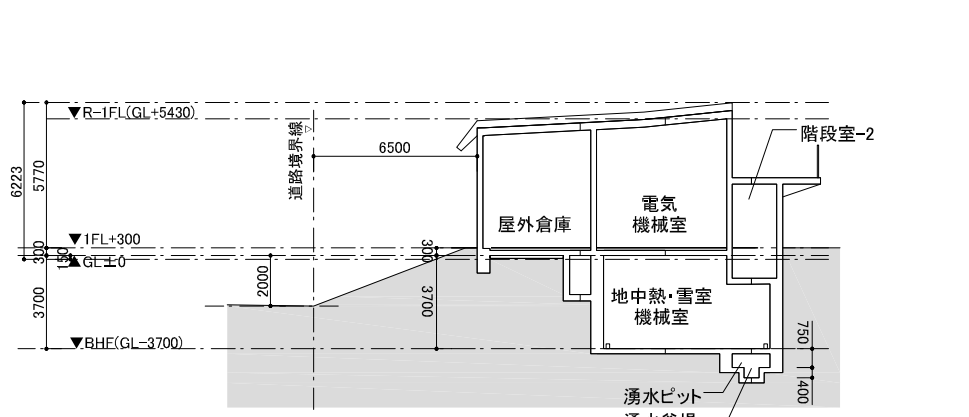 ▼R-1FL(GL+5430)
道路境界線
6500
階段室-2
6223
5770
屋外倉庫
電気
機械室
▼1FL+300
300
150
▼GL±0
300
2000
3700
3700
地中熱・雪室
機械室
▼BHF(GL-3700)
750
400
湧水ピット